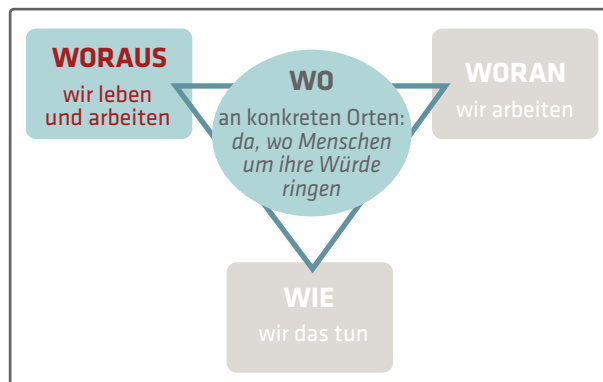 WORAUS
wir leben
und arbeiten
WO
an konkreten Orten:
da, wo Menschen
um ihre Würde
ringen
WORAN
wir arbeiten
WIE
wir das tun